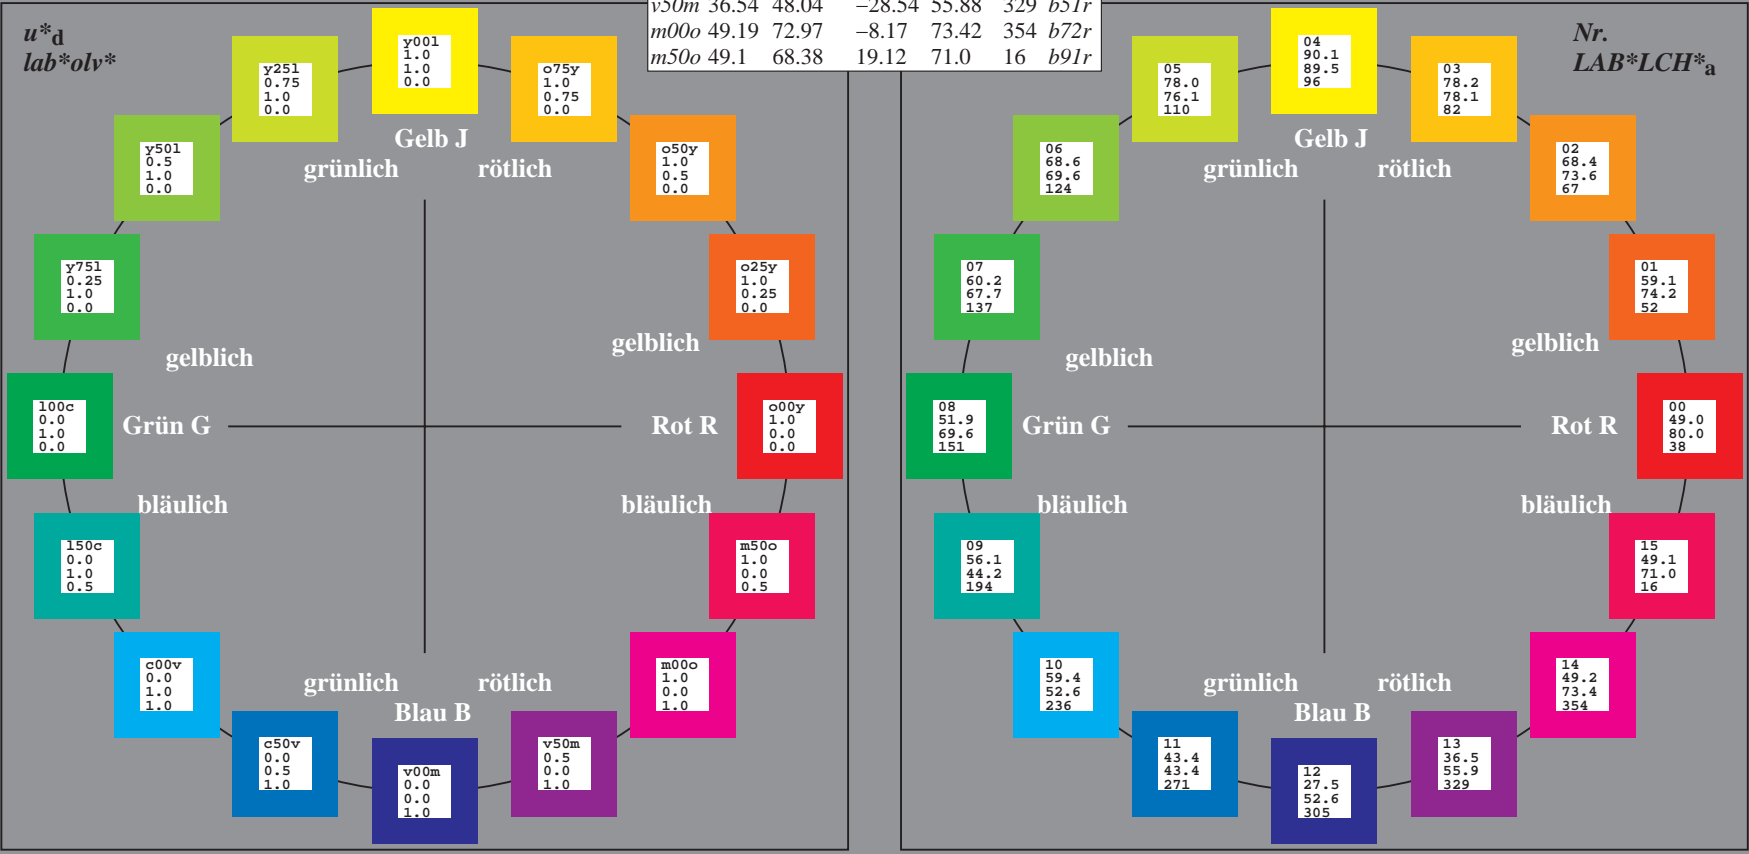 v50m 36.54 48.04 −28.54 55.88 329 b51r
m00o 49.19 72.97 −8.17 73.42 354 b72r
m50o 49.1 68.38 19.12 71.0 16 b91r
u*d
lab*olv*
y00l
1.0
1.0
0.0
y25l
0.75
1.0
0.0
o75y
1.0
0.75
0.0
y50l
0.5
1.0
0.0
o50y
1.0
0.5
0.0
Gelb J
grünlich rötlich
y75l
0.25
1.0
0.0
o25y
1.0
0.25
0.0
gelblich
gelblich
l00c
0.0
1.0
0.0
Grün G
Rot R
o00y
1.0
0.0
0.0
bläulich
bläulich
l50c
0.0
1.0
0.5
m50o
1.0
0.0
0.5
c00v
0.0
1.0
1.0
m00o
1.0
0.0
1.0
grünlich rötlich
Blau B
c50v
0.0
0.5
1.0
v00m
0.0
0.0
1.0
v50m
0.5
0.0
1.0
Nr.
LAB*LCH*a
04
90.1
89.5
96
05
78.0
76.1
110
03
78.2
78.1
82
06
68.6
69.6
124
02
68.4
73.6
67
Gelb J
grünlich rötlich
07
60.2
67.7
137
01
59.1
74.2
52
gelblich
gelblich
08
51.9
69.6
151
Grün G
Rot R
00
49.0
80.0
38
bläulich
bläulich
09
56.1
44.2
194
15
49.1
71.0
16
10
59.4
52.6
236
14
49.2
73.4
354
grünlich rötlich
Blau B
11
43.4
43.4
271
12
27.5
52.6
305
13
36.5
55.9
329